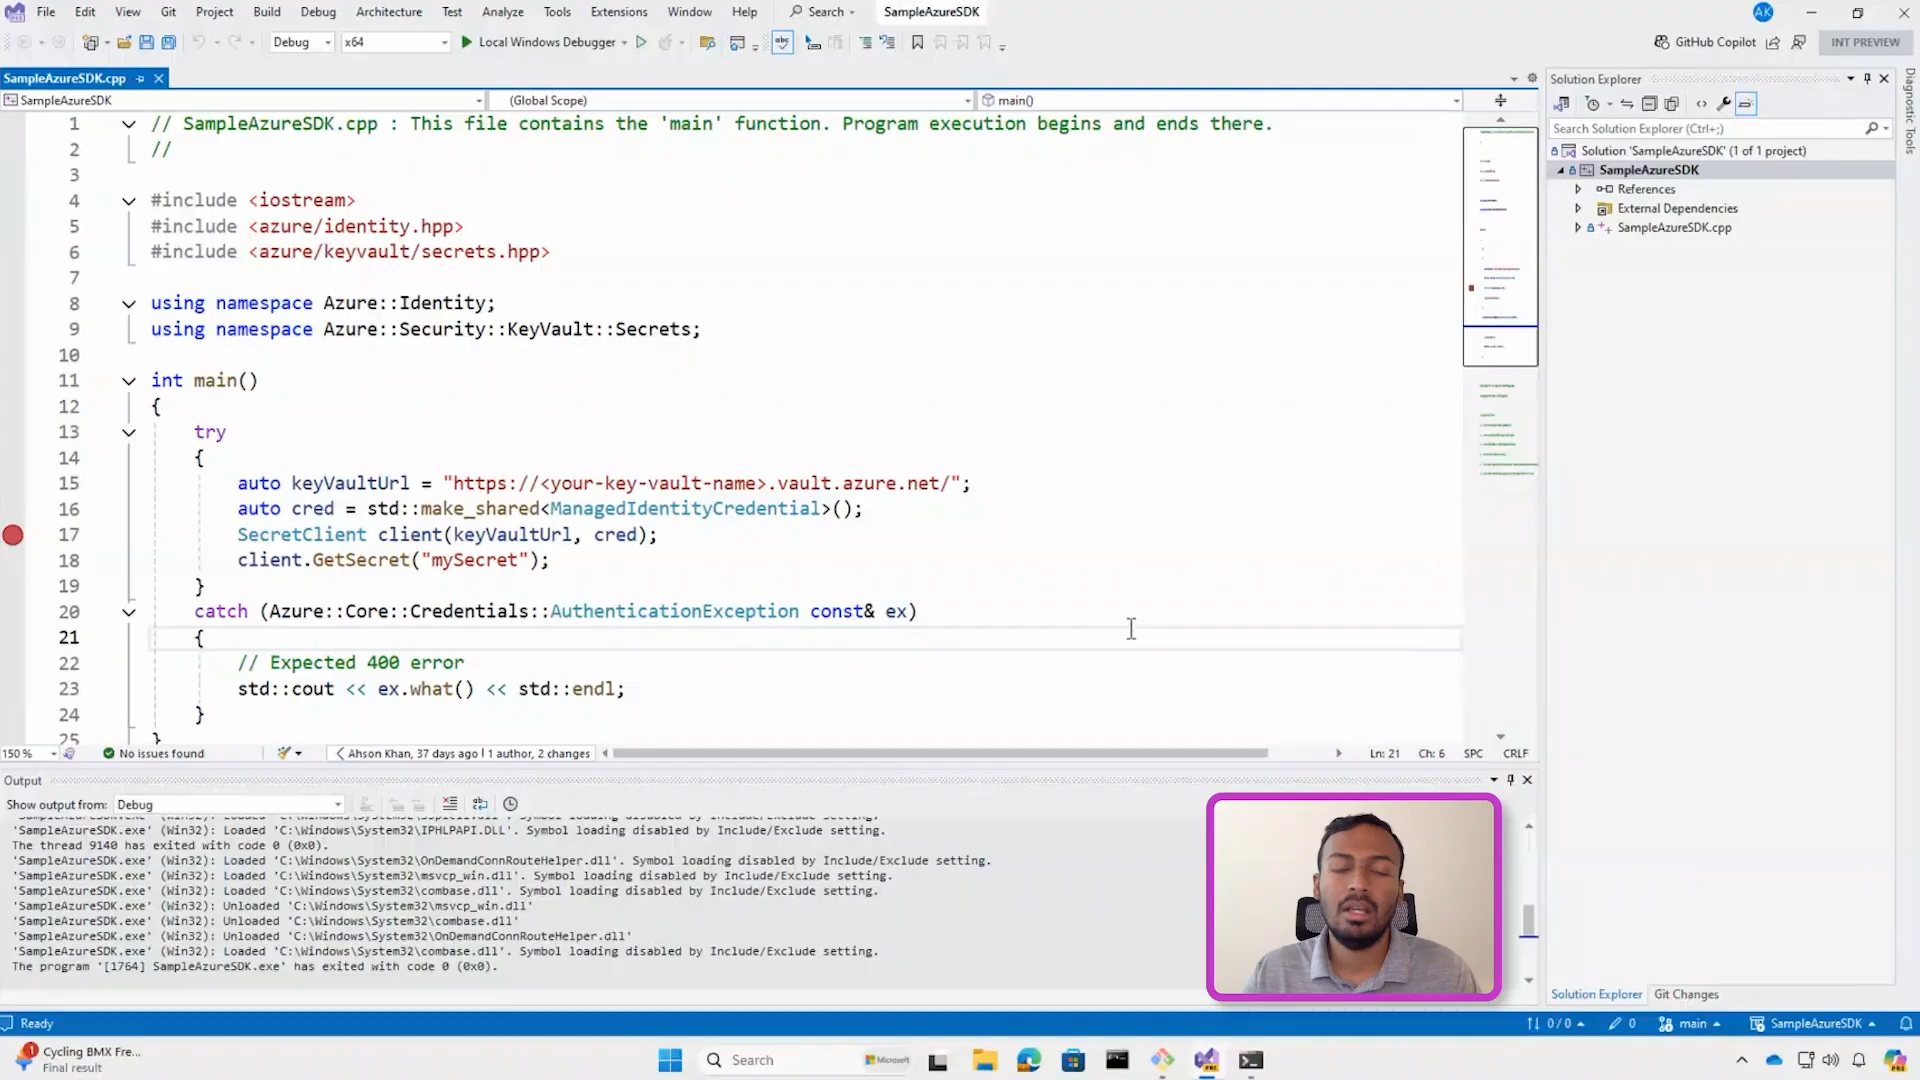 File Edit View Git Project Build Debug Architecture Test Analyze Tools Extensions Window Help Search SampleAzureSDK AK
Debug x64 Local Windows Debugger GitHub Copilot INT PREVIEW
SampleAzureSDK.cpp
SampleAzureSDK (Global Scope) main()
1 // SampleAzureSDK.cpp : This file contains the 'main' function. Program execution begins and ends there.
2 //
3
4 #include <iostream>
5 #include <azure/identity.hpp>
6 #include <azure/keyvault/secrets.hpp>
7
8 using namespace Azure::Identity;
9 using namespace Azure::Security::KeyVault::Secrets;
10
11 int main()
12 {
13 try
14 {
15 auto keyVaultUrl = "https://<your-key-vault-name>.vault.azure.net/";
16 auto cred = std::make_shared<ManagedIdentityCredential>();
17 SecretClient client(keyVaultUrl, cred);
18 client.GetSecret("mySecret");
19 }
20 catch (Azure::Core::Credentials::AuthenticationException const& ex)
21 {
22 // Expected 400 error
23 std::cout << ex.what() << std::endl;
24 }
25 }
150 % No issues found Ahson Khan, 37 days ago | 1 author, 2 changes Ln: 21 Ch: 6 SPC CRLF
Output
Show output from: Debug
'SampleAzureSDK.exe' (Win32): Loaded 'C:\Windows\System32\IPHLPAPI.DLL'. Symbol loading disabled by Include/Exclude setting.
The thread 9140 has exited with code 0 (0x0).
'SampleAzureSDK.exe' (Win32): Loaded 'C:\Windows\System32\OnDemandConnRouteHelper.dll'. Symbol loading disabled by Include/Exclude setting.
'SampleAzureSDK.exe' (Win32): Loaded 'C:\Windows\System32\msvcp_win.dll'. Symbol loading disabled by Include/Exclude setting.
'SampleAzureSDK.exe' (Win32): Loaded 'C:\Windows\System32\combase.dll'. Symbol loading disabled by Include/Exclude setting.
'SampleAzureSDK.exe' (Win32): Unloaded 'C:\Windows\System32\msvcp_win.dll'
'SampleAzureSDK.exe' (Win32): Unloaded 'C:\Windows\System32\combase.dll'
'SampleAzureSDK.exe' (Win32): Unloaded 'C:\Windows\System32\OnDemandConnRouteHelper.dll'
'SampleAzureSDK.exe' (Win32): Loaded 'C:\Windows\System32\combase.dll'. Symbol loading disabled by Include/Exclude setting.
The program '[1764] SampleAzureSDK.exe' has exited with code 0 (0x0).
Solution Explorer
Search Solution Explorer (Ctrl+;)
Solution 'SampleAzureSDK' (1 of 1 project)
SampleAzureSDK
References
External Dependencies
SampleAzureSDK.cpp
Solution Explorer Git Changes
Diagnostic Tools
Ready 0 / 0 0 main SampleAzureSDK
1 Cycling BMX Fre...
Final result
Search Microsoft